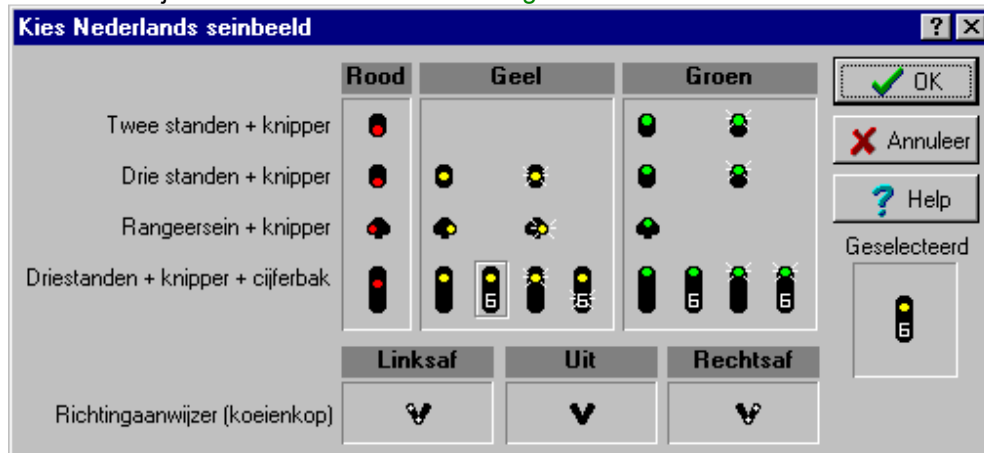 Kies Nederlands seinbeeld
Rood Geel Groen
OK
Twee standen + knipper
Annuleer
Drie standen + knipper
Help
Rangeersein + knipper
Geselecteerd
Driestanden + knipper + cijferbak
6 6 6 6
6
Linksaf Uit Rechtsaf
Richtingaanwijzer (koeienkop)